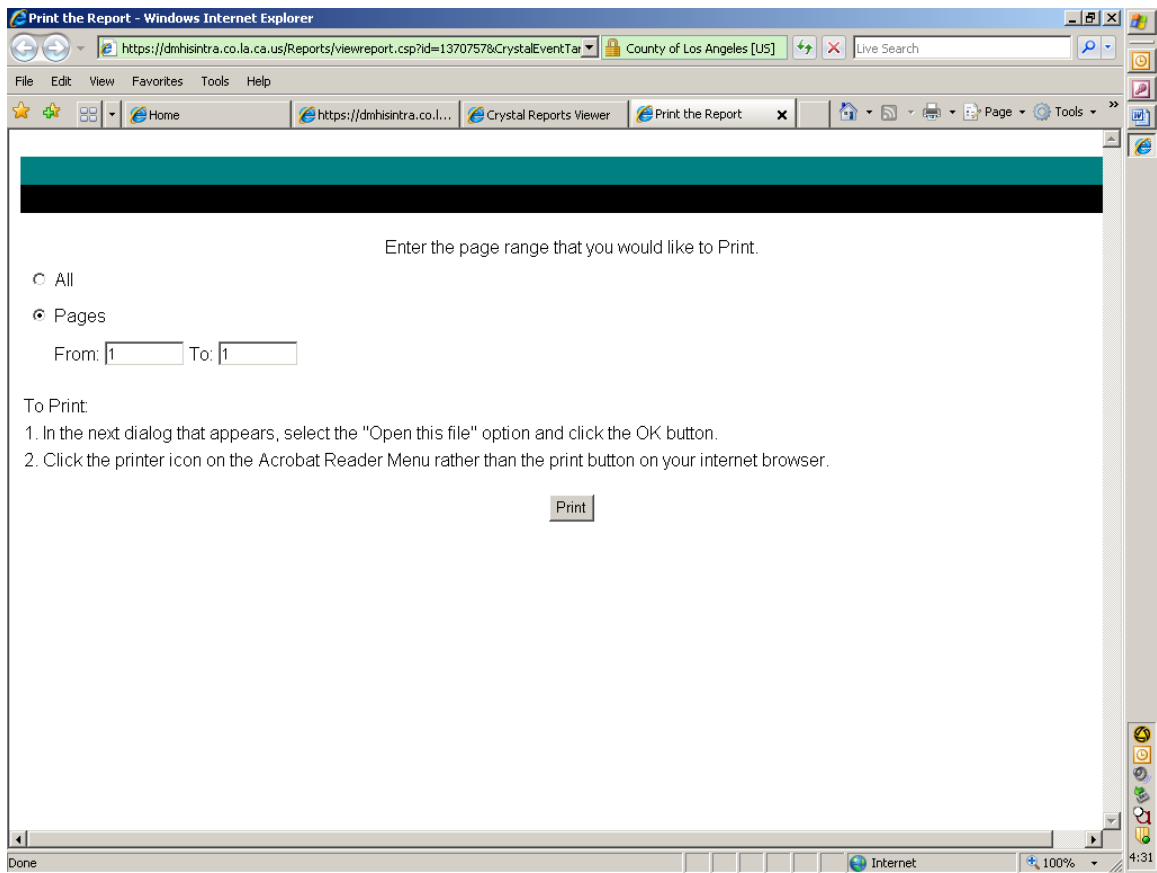 Print the Report - Windows Internet Explorer
https://dmhisintra.co.la.ca.us/Reports/viewreport.csp?id=1370757&CrystalEventTar
County of Los Angeles [US]
Live Search
File Edit View Favorites Tools Help
Home
https://dmhisintra.co.l...
Crystal Reports Viewer
Print the Report
Page
Tools
Enter the page range that you would like to Print.
All
Pages
From: 1 To: 1
To Print:
1. In the next dialog that appears, select the "Open this file" option and click the OK button.
2. Click the printer icon on the Acrobat Reader Menu rather than the print button on your internet browser.
Print
Done
Internet
100%
4:31